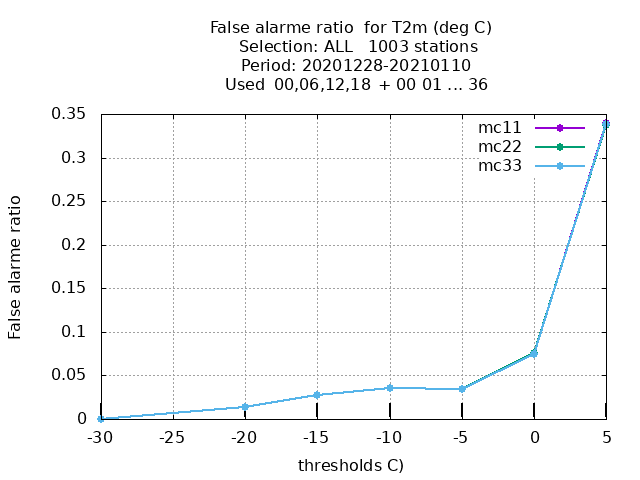 False alarme ratio  for T2m (deg C)
Selection: ALL   1003 stations
Period: 20201228-20210110
Used  00,06,12,18  + 00 01 ... 36
mc11
mc22
mc33
False alarme ratio
0.35
0.3
0.25
0.2
0.15
0.1
0.05
0
-30 -25 -20 -15 -10 -5 0 5
thresholds C)